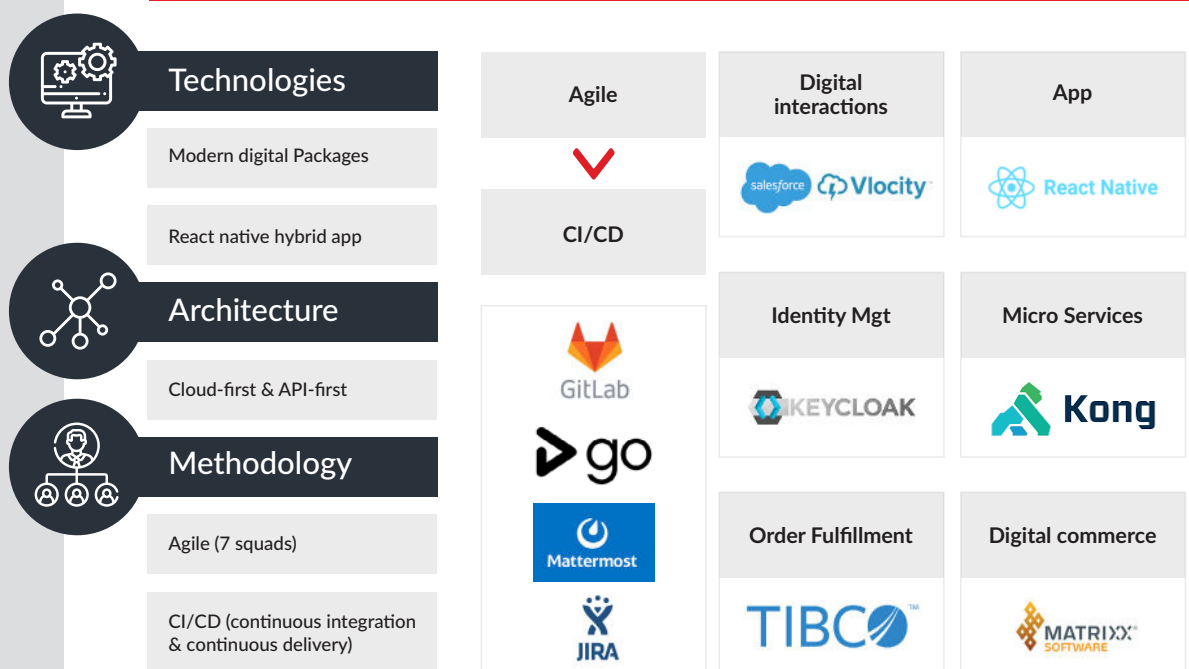 Technologies
Modern digital Packages
React native hybrid app
Architecture
Cloud-first & API-first
Methodology
Agile (7 squads)
CI/CD (continuous integration
& continuous delivery)
Agile
CI/CD
GitLab
go
Mattermost
JIRA
Digital
interactions
salesforce Vlocity
App
React Native
Identity Mgt
KEYCLOAK
Micro Services
Kong
Order Fulfillment
TIBCO™
Digital commerce
MATRIXX
SOFTWARE